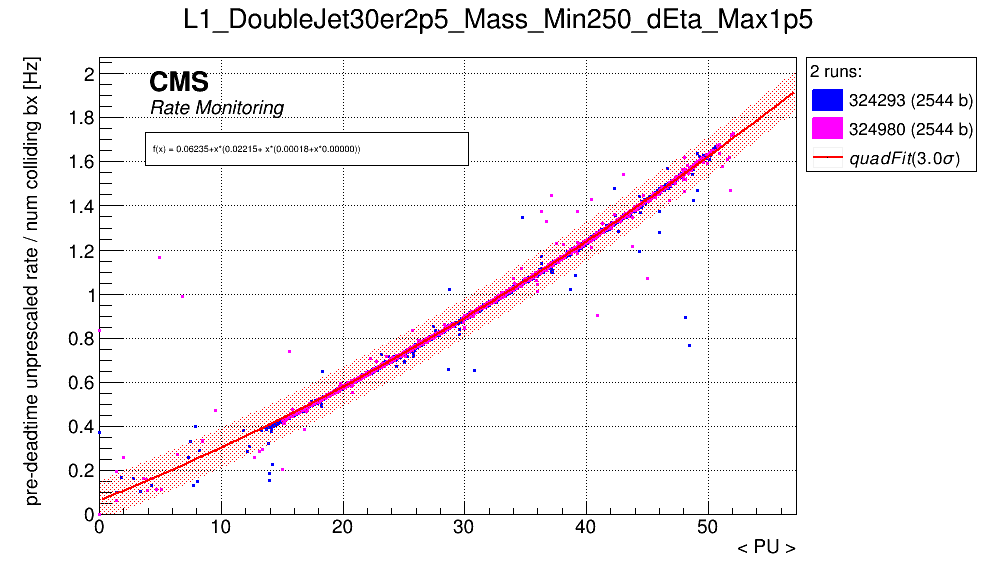 L1_DoubleJet30er2p5_Mass_Min250_dEta_Max1p5
pre-deadtime unprescaled rate / num colliding bx [Hz]
CMS
Rate Monitoring
f(x) = 0.06235+x*(0.02215+ x*(0.00018+x*0.00000))
2 runs:
324293 (2544 b)
324980 (2544 b)
quadFit(3.0σ)
2
1.8
1.6
1.4
1.2
1
0.8
0.6
0.4
0.2
0
0 10 20 30 40 50
< PU >